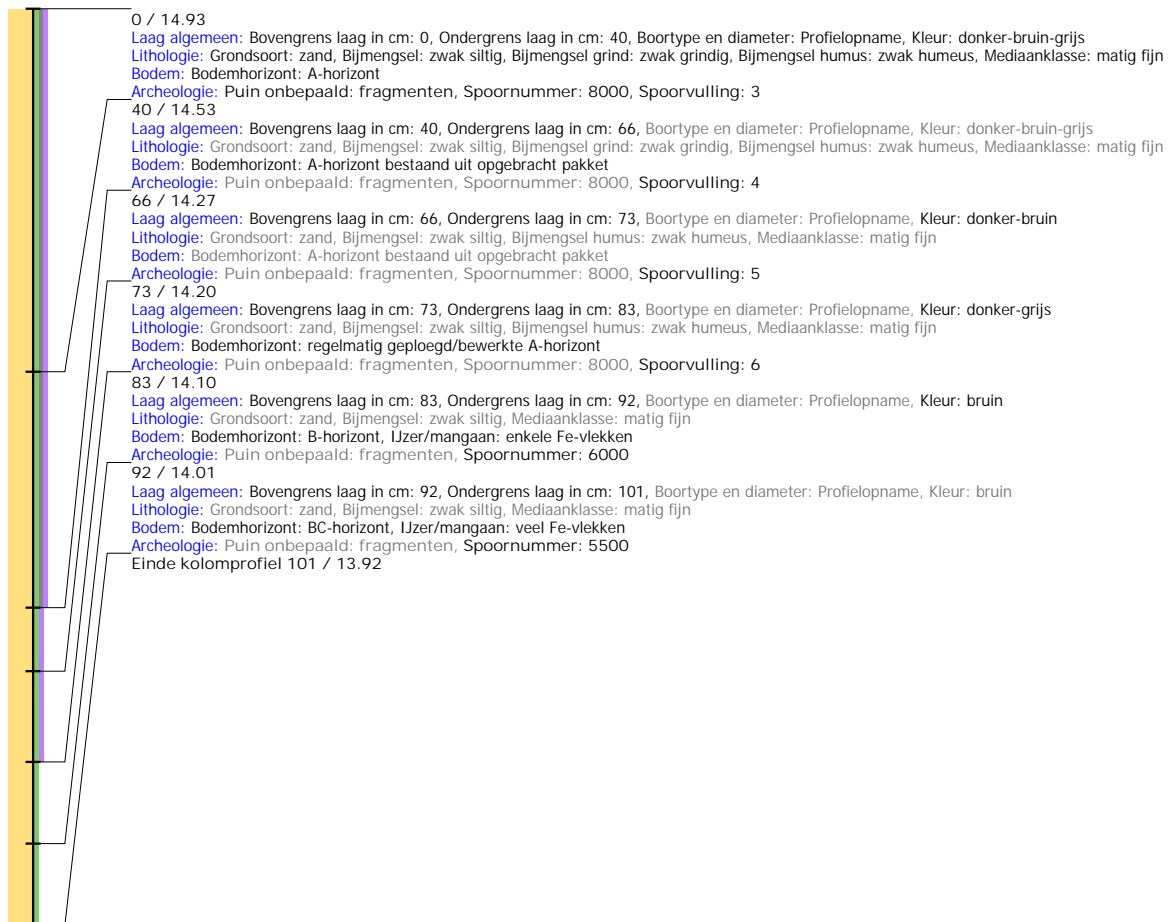 0 / 14.93
Laag algemeen: Bovengrens laag in cm: 0, Ondergrens laag in cm: 40, Boortype en diameter: Profielopname, Kleur: donker-bruin-grijs
Lithologie: Grondsoort: zand, Bijmengsel: zwak siltig, Bijmengsel grind: zwak grindig, Bijmengsel humus: zwak humeus, Mediaanklasse: matig fijn
Bodem: Bodemhorizont: A-horizont
Archeologie: Puin onbepaald: fragmenten, Spoornummer: 8000, Spoorvulling: 3
40 / 14.53
Laag algemeen: Bovengrens laag in cm: 40, Ondergrens laag in cm: 66, Boortype en diameter: Profielopname, Kleur: donker-bruin-grijs
Lithologie: Grondsoort: zand, Bijmengsel: zwak siltig, Bijmengsel grind: zwak grindig, Bijmengsel humus: zwak humeus, Mediaanklasse: matig fijn
Bodem: Bodemhorizont: A-horizont bestaand uit opgebracht pakket
Archeologie: Puin onbepaald: fragmenten, Spoornummer: 8000, Spoorvulling: 4
66 / 14.27
Laag algemeen: Bovengrens laag in cm: 66, Ondergrens laag in cm: 73, Boortype en diameter: Profielopname, Kleur: donker-bruin
Lithologie: Grondsoort: zand, Bijmengsel: zwak siltig, Bijmengsel humus: zwak humeus, Mediaanklasse: matig fijn
Bodem: Bodemhorizont: A-horizont bestaand uit opgebracht pakket
Archeologie: Puin onbepaald: fragmenten, Spoornummer: 8000, Spoorvulling: 5
73 / 14.20
Laag algemeen: Bovengrens laag in cm: 73, Ondergrens laag in cm: 83, Boortype en diameter: Profielopname, Kleur: donker-grijs
Lithologie: Grondsoort: zand, Bijmengsel: zwak siltig, Bijmengsel humus: zwak humeus, Mediaanklasse: matig fijn
Bodem: Bodemhorizont: regelmatig geploegd/bewerkte A-horizont
Archeologie: Puin onbepaald: fragmenten, Spoornummer: 8000, Spoorvulling: 6
83 / 14.10
Laag algemeen: Bovengrens laag in cm: 83, Ondergrens laag in cm: 92, Boortype en diameter: Profielopname, Kleur: bruin
Lithologie: Grondsoort: zand, Bijmengsel: zwak siltig, Mediaanklasse: matig fijn
Bodem: Bodemhorizont: B-horizont, IJzer/mangaan: enkele Fe-vlekken
Archeologie: Puin onbepaald: fragmenten, Spoornummer: 6000
92 / 14.01
Laag algemeen: Bovengrens laag in cm: 92, Ondergrens laag in cm: 101, Boortype en diameter: Profielopname, Kleur: bruin
Lithologie: Grondsoort: zand, Bijmengsel: zwak siltig, Mediaanklasse: matig fijn
Bodem: Bodemhorizont: BC-horizont, IJzer/mangaan: veel Fe-vlekken
Archeologie: Puin onbepaald: fragmenten, Spoornummer: 5500
Einde kolomprofiel 101 / 13.92